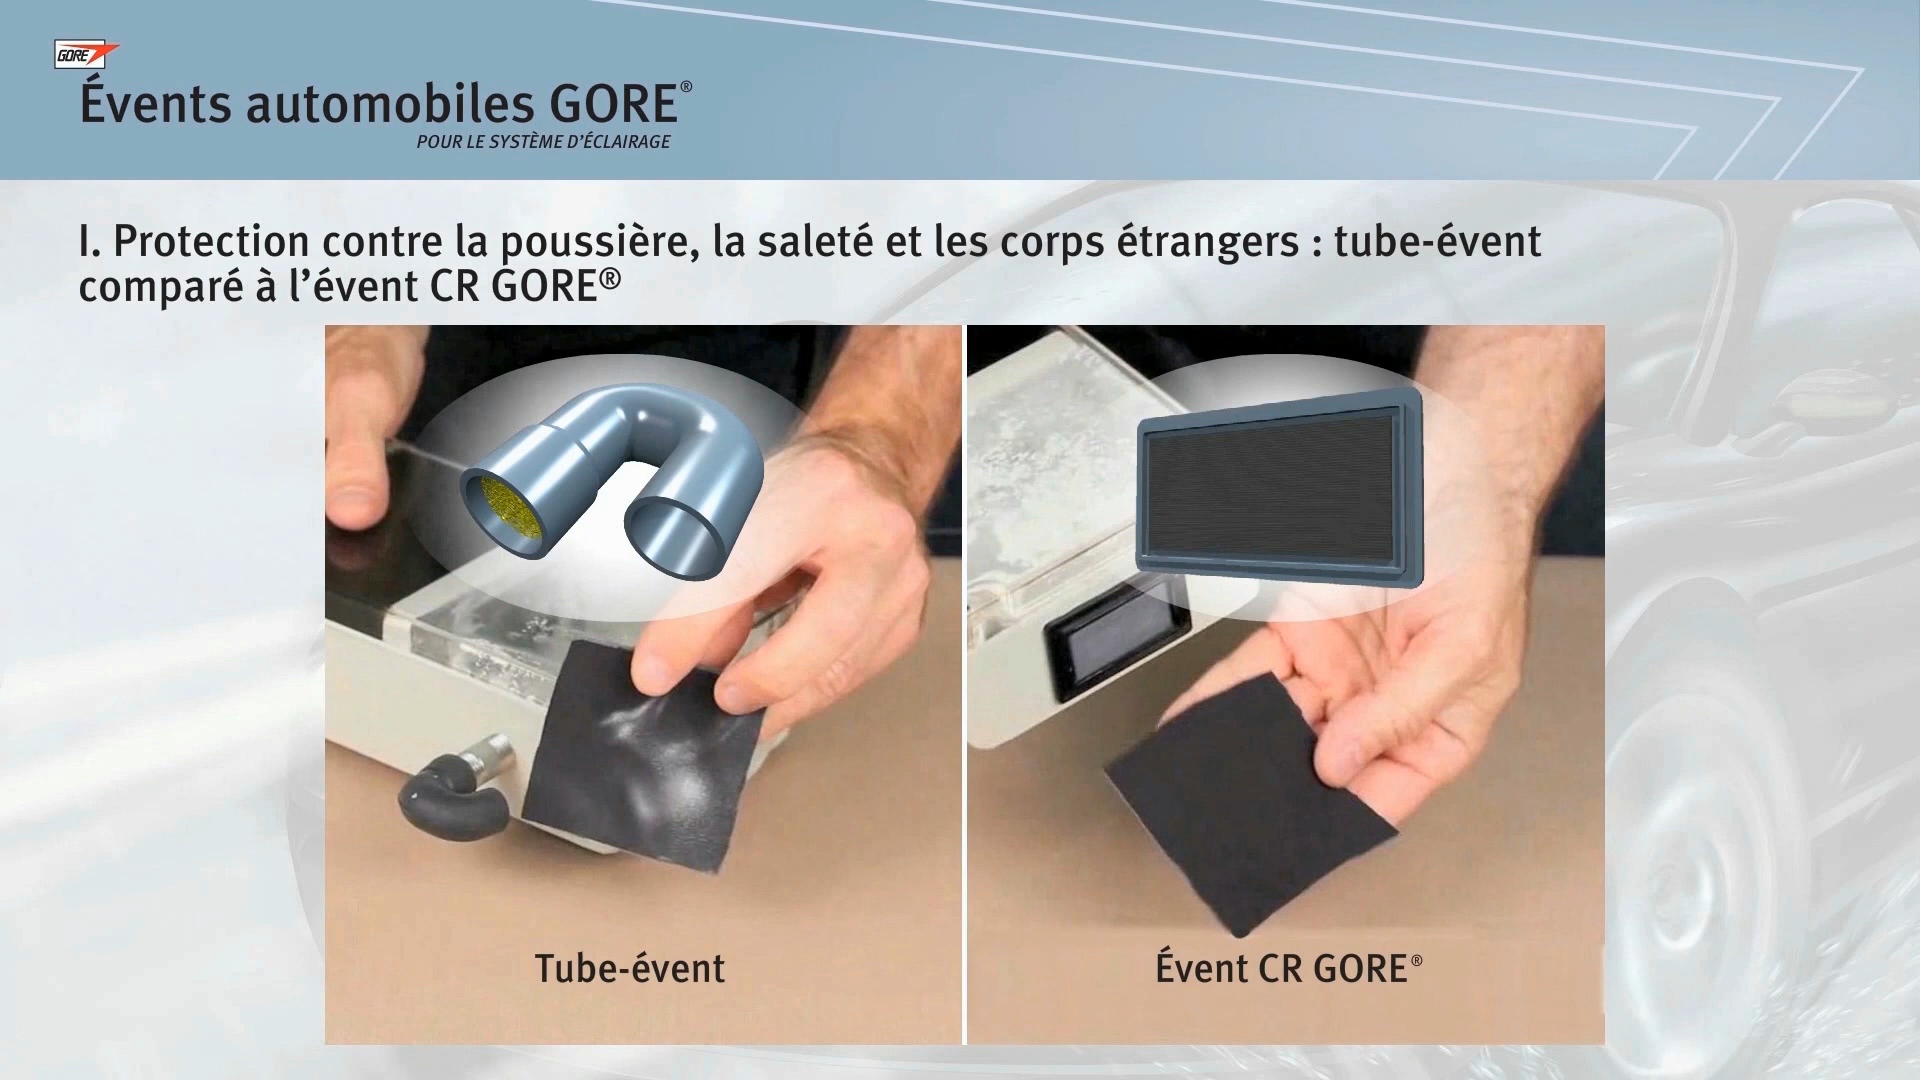 GORE
Évents automobiles GORE®
POUR LE SYSTÈME D'ÉCLAIRAGE
I. Protection contre la poussière, la saleté et les corps étrangers : tube-évent
comparé à l'évent CR GORE®
Tube-évent
Évent CR GORE®